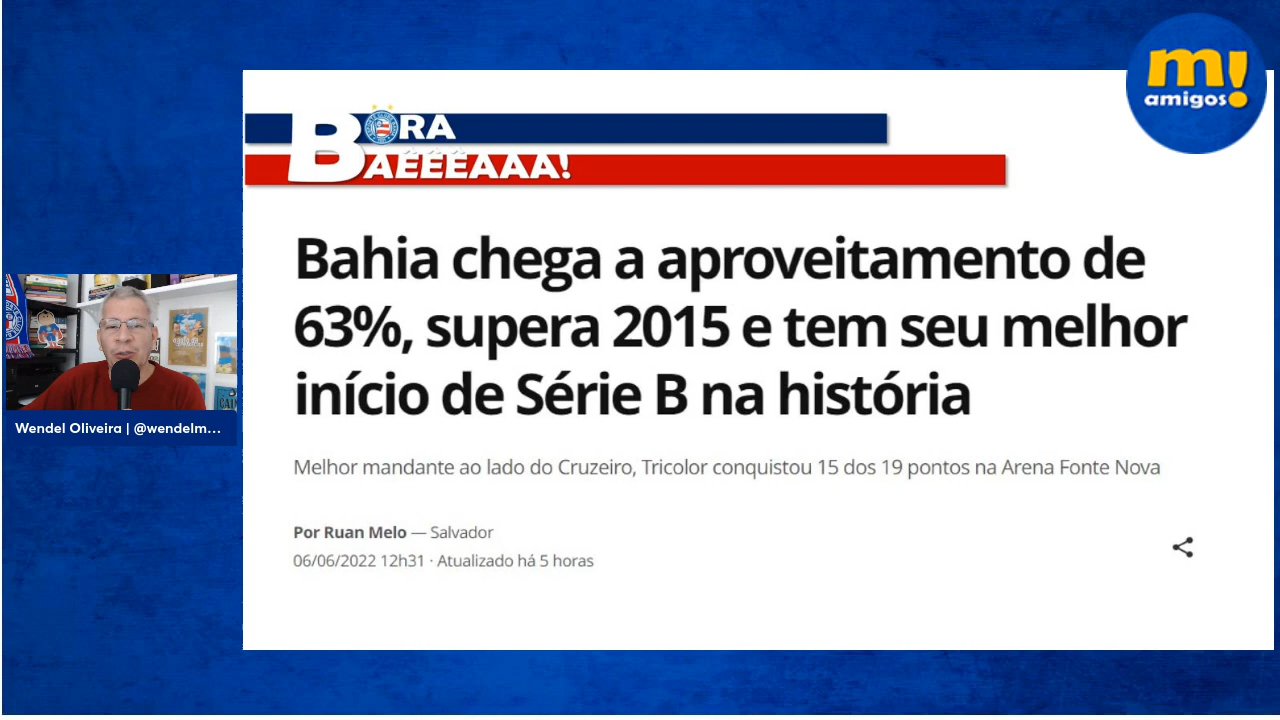 m!
amigos
BORA
BAÊÊÊAAA!
Bahia chega a aproveitamento de
63%, supera 2015 e tem seu melhor
início de Série B na história
Melhor mandante ao lado do Cruzeiro, Tricolor conquistou 15 dos 19 pontos na Arena Fonte Nova
Por Ruan Melo — Salvador
06/06/2022 12h31 · Atualizado há 5 horas
Wendel Oliveira | @wendelm...